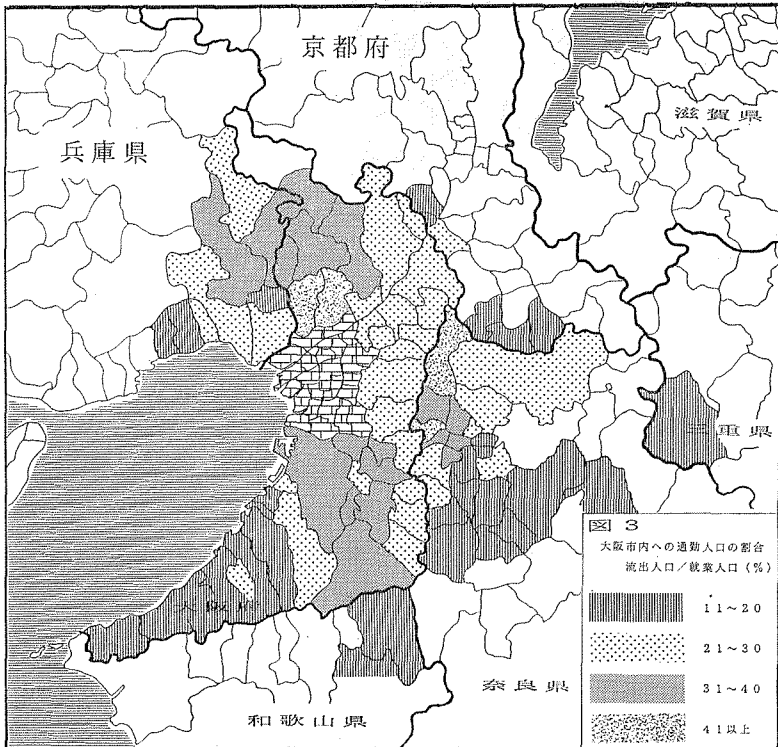 京都府
滋賀県
兵庫県
三重県
大阪府
奈良県
和歌山県
図 3
大阪市内への通勤人口の割合
流出人口/就業人口(%)
11~20
21~30
31~40
41以上